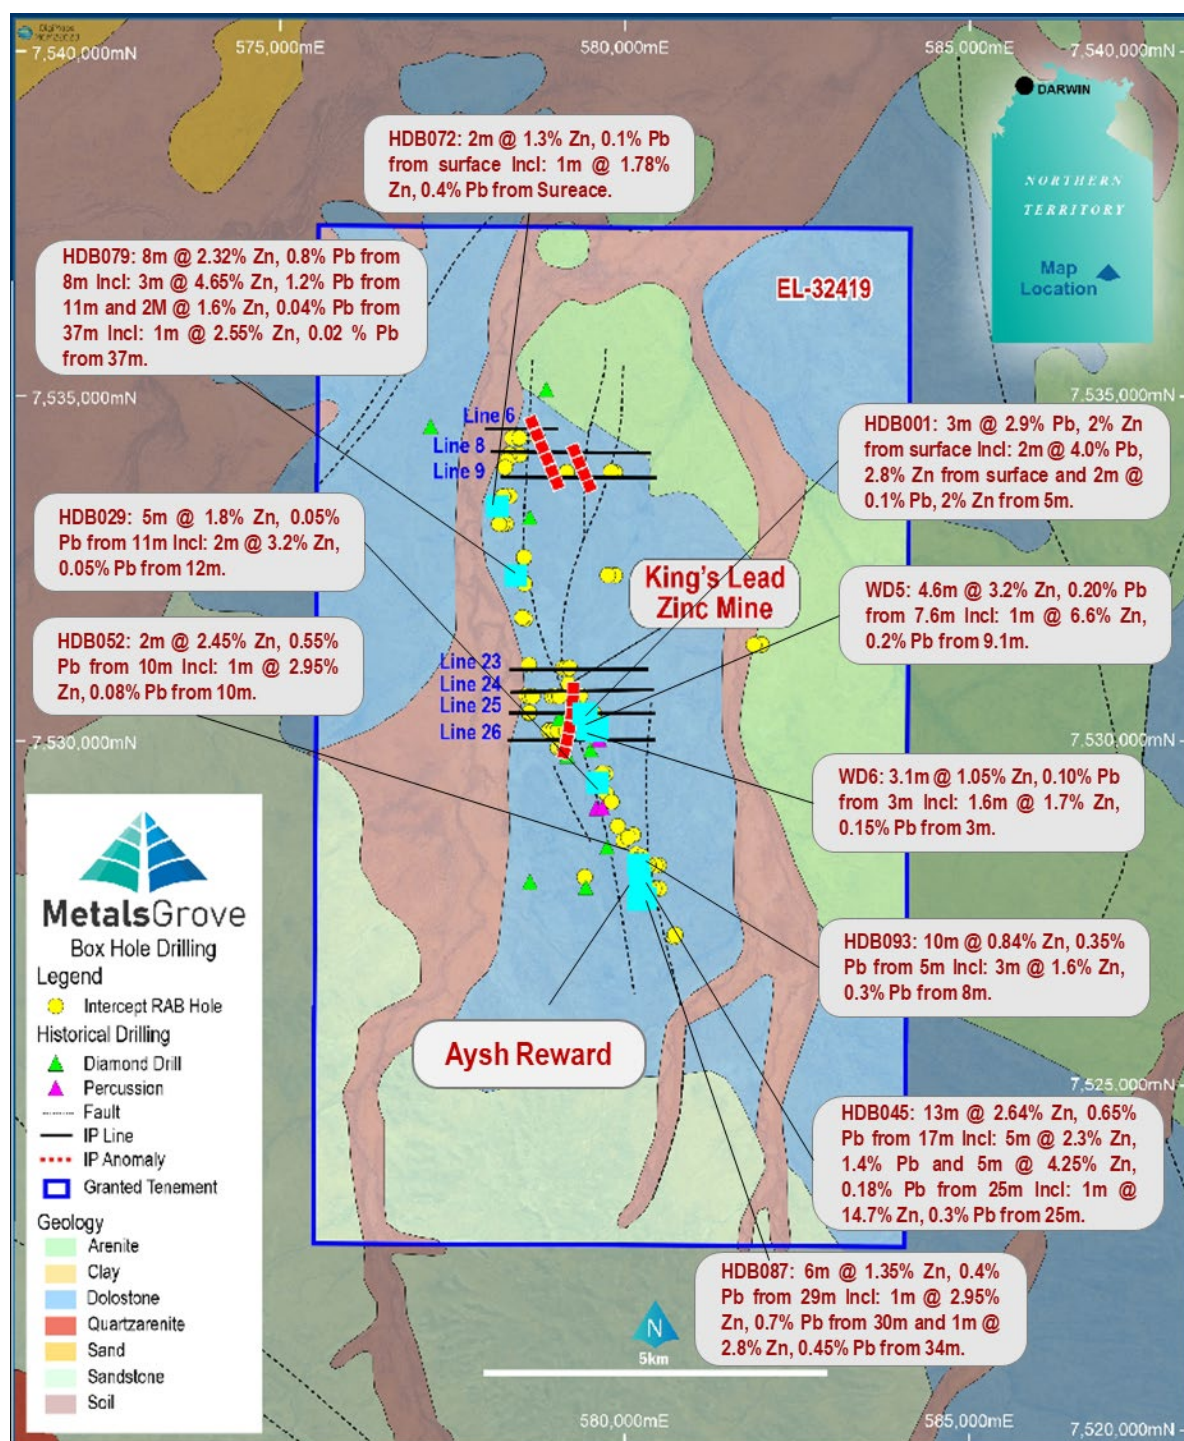 575,000mE
580,000mE
585,000mE
7,540,000mN
7,540,000mN
DARWIN
NORTHERN
TERRITORY
Map
Location
HDB072: 2m @ 1.3% Zn, 0.1% Pb
from surface Incl: 1m @ 1.78%
Zn, 0.4% Pb from Sureace.
HDB079: 8m @ 2.32% Zn, 0.8% Pb from
8m Incl: 3m @ 4.65% Zn, 1.2% Pb from
11m and 2M @ 1.6% Zn, 0.04% Pb from
37m Incl: 1m @ 2.55% Zn, 0.02 % Pb
from 37m.
EL-32419
7,535,000mN
7,535,000mN
Line 6
Line 8
Line 9
HDB001: 3m @ 2.9% Pb, 2% Zn
from surface Incl: 2m @ 4.0% Pb,
2.8% Zn from surface and 2m @
0.1% Pb, 2% Zn from 5m.
HDB029: 5m @ 1.8% Zn, 0.05%
Pb from 11m Incl: 2m @ 3.2% Zn,
0.05% Pb from 12m.
King's Lead
Zinc Mine
WD5: 4.6m @ 3.2% Zn, 0.20% Pb
from 7.6m Incl: 1m @ 6.6% Zn,
0.2% Pb from 9.1m.
HDB052: 2m @ 2.45% Zn, 0.55%
Pb from 10m Incl: 1m @ 2.95%
Zn, 0.08% Pb from 10m.
Line 23
Line 24
Line 25
Line 26
7,530,000mN
WD6: 3.1m @ 1.05% Zn, 0.10% Pb
from 3m Incl: 1.6m @ 1.7% Zn,
0.15% Pb from 3m.
HDB093: 10m @ 0.84% Zn, 0.35%
Pb from 5m Incl: 3m @ 1.6% Zn,
0.3% Pb from 8m.
Aysh Reward
7,525,000mN
HDB045: 13m @ 2.64% Zn, 0.65%
Pb from 17m Incl: 5m @ 2.3% Zn,
1.4% Pb and 5m @ 4.25% Zn,
0.18% Pb from 25m Incl: 1m @
14.7% Zn, 0.3% Pb from 25m.
HDB087: 6m @ 1.35% Zn, 0.4%
Pb from 29m Incl: 1m @ 2.95%
Zn, 0.7% Pb from 30m and 1m @
2.8% Zn, 0.45% Pb from 34m.
MetalsGrove
Box Hole Drilling
Legend
Intercept RAB Hole
Historical Drilling
Diamond Drill
Percussion
Fault
IP Line
IP Anomaly
Granted Tenement
Geology
Arenite
Clay
Dolostone
Quartzarenite
Sand
Sandstone
Soil
N
5km
580,000mE
585,000mE
7,520,000mN